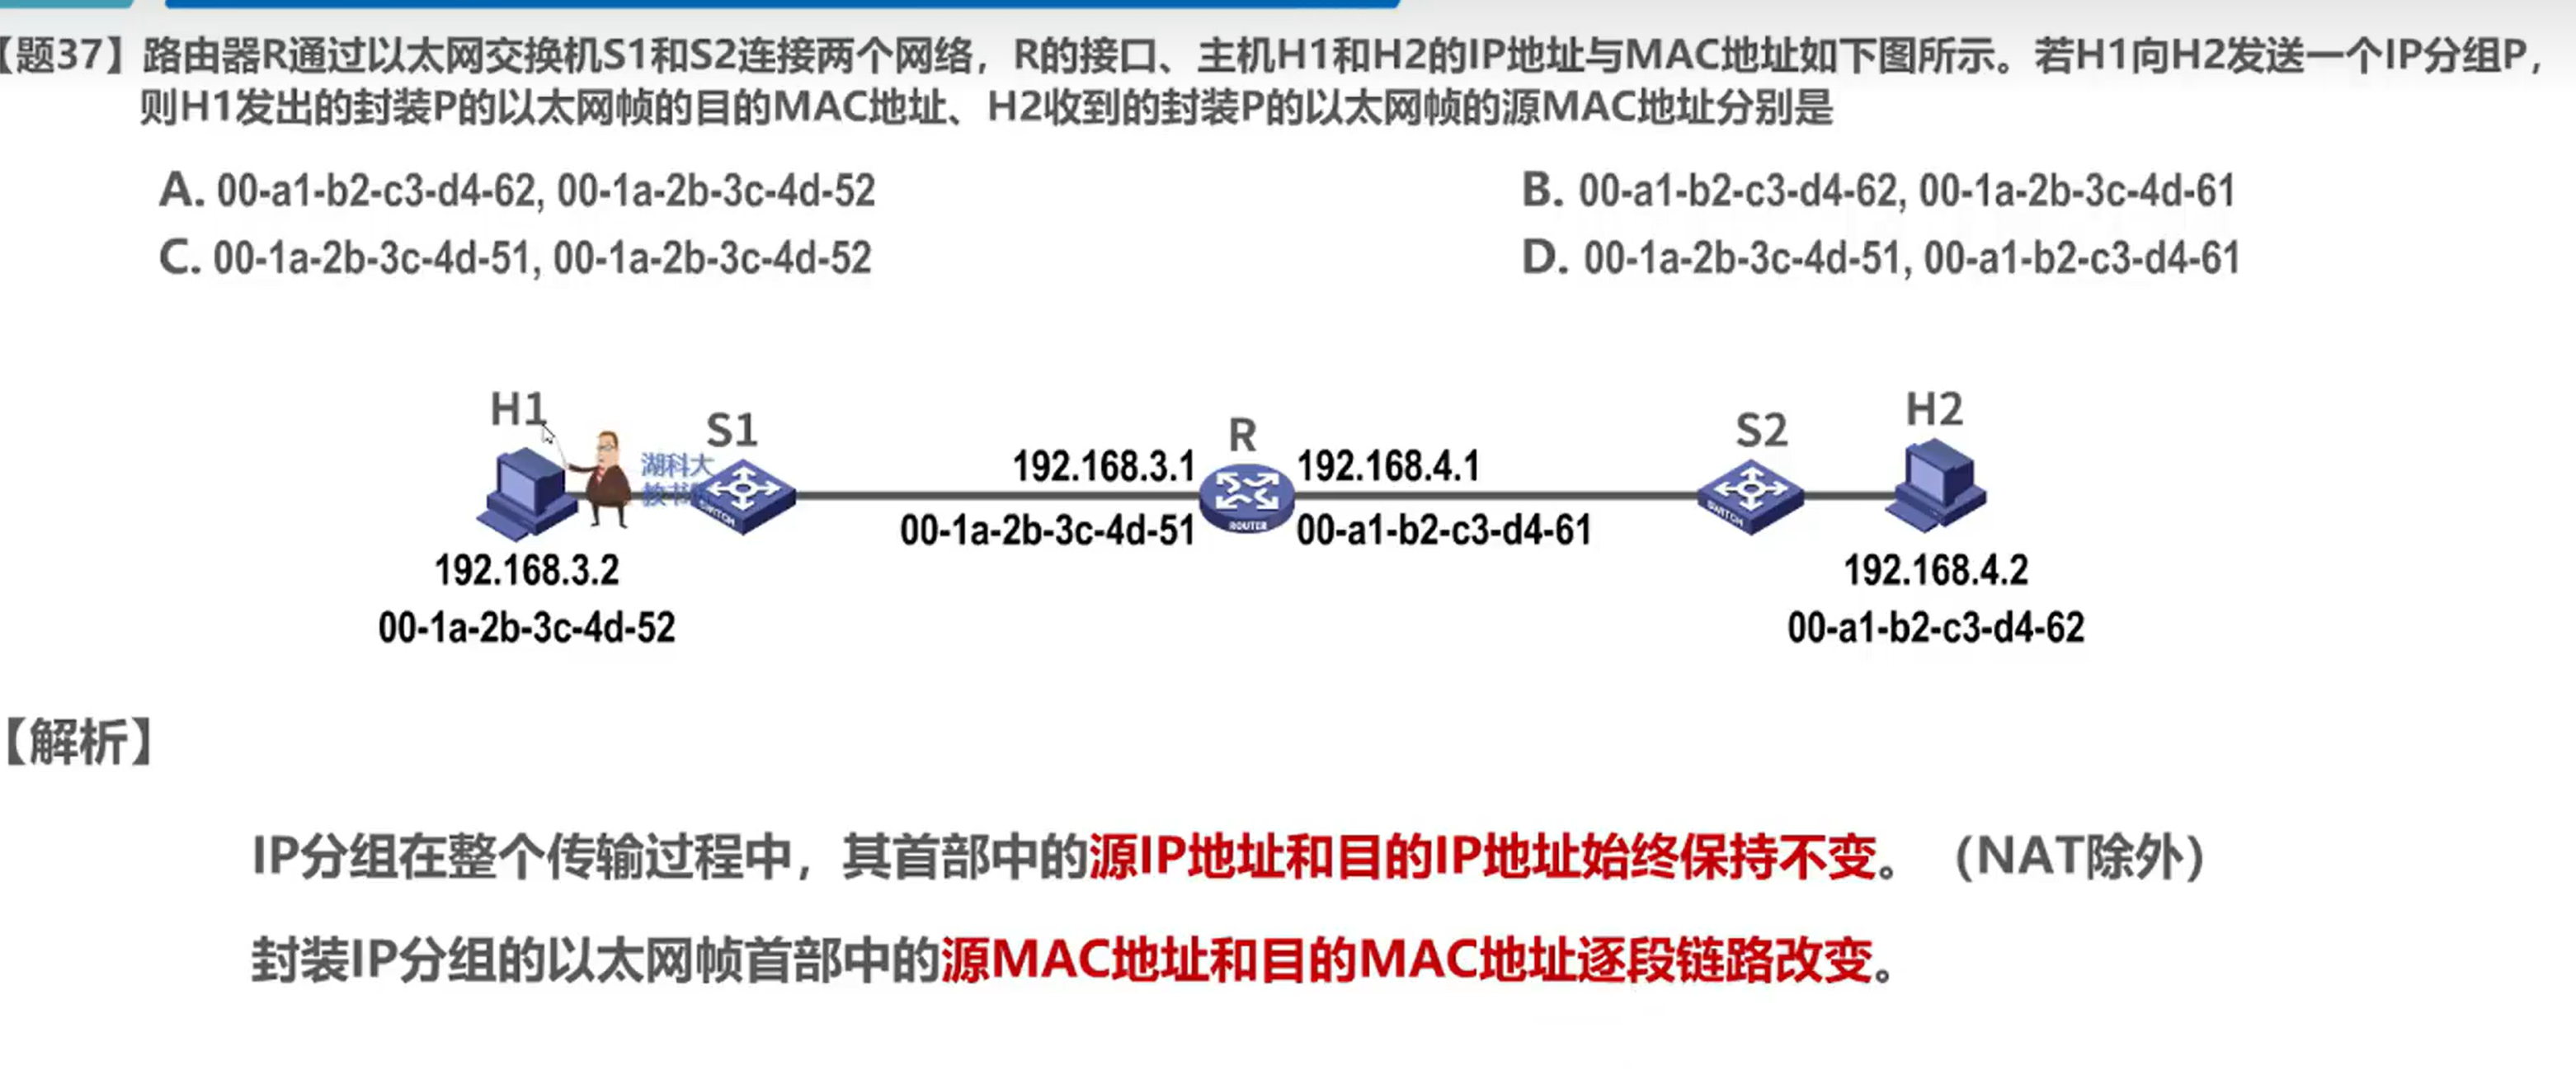 【题37】路由器R通过以太网交换机S1和S2连接两个网络，R的接口、主机H1和H2的IP地址与MAC地址如下图所示。若H1向H2发送一个IP分组P，
则H1发出的封装P的以太网帧的目的MAC地址、H2收到的封装P的以太网帧的源MAC地址分别是
A. 00-a1-b2-c3-d4-62, 00-1a-2b-3c-4d-52
B. 00-a1-b2-c3-d4-62, 00-1a-2b-3c-4d-61
C. 00-1a-2b-3c-4d-51, 00-1a-2b-3c-4d-52
D. 00-1a-2b-3c-4d-51, 00-a1-b2-c3-d4-61
H1
S1
R
S2
H2
湖科大
教书
192.168.3.1
192.168.4.1
SWITCH
ROUTER
SWITCH
00-1a-2b-3c-4d-51
00-a1-b2-c3-d4-61
192.168.3.2
192.168.4.2
00-1a-2b-3c-4d-52
00-a1-b2-c3-d4-62
【解析】
IP分组在整个传输过程中，其首部中的源IP地址和目的IP地址始终保持不变。（NAT除外）
封装IP分组的以太网帧首部中的源MAC地址和目的MAC地址逐段链路改变。